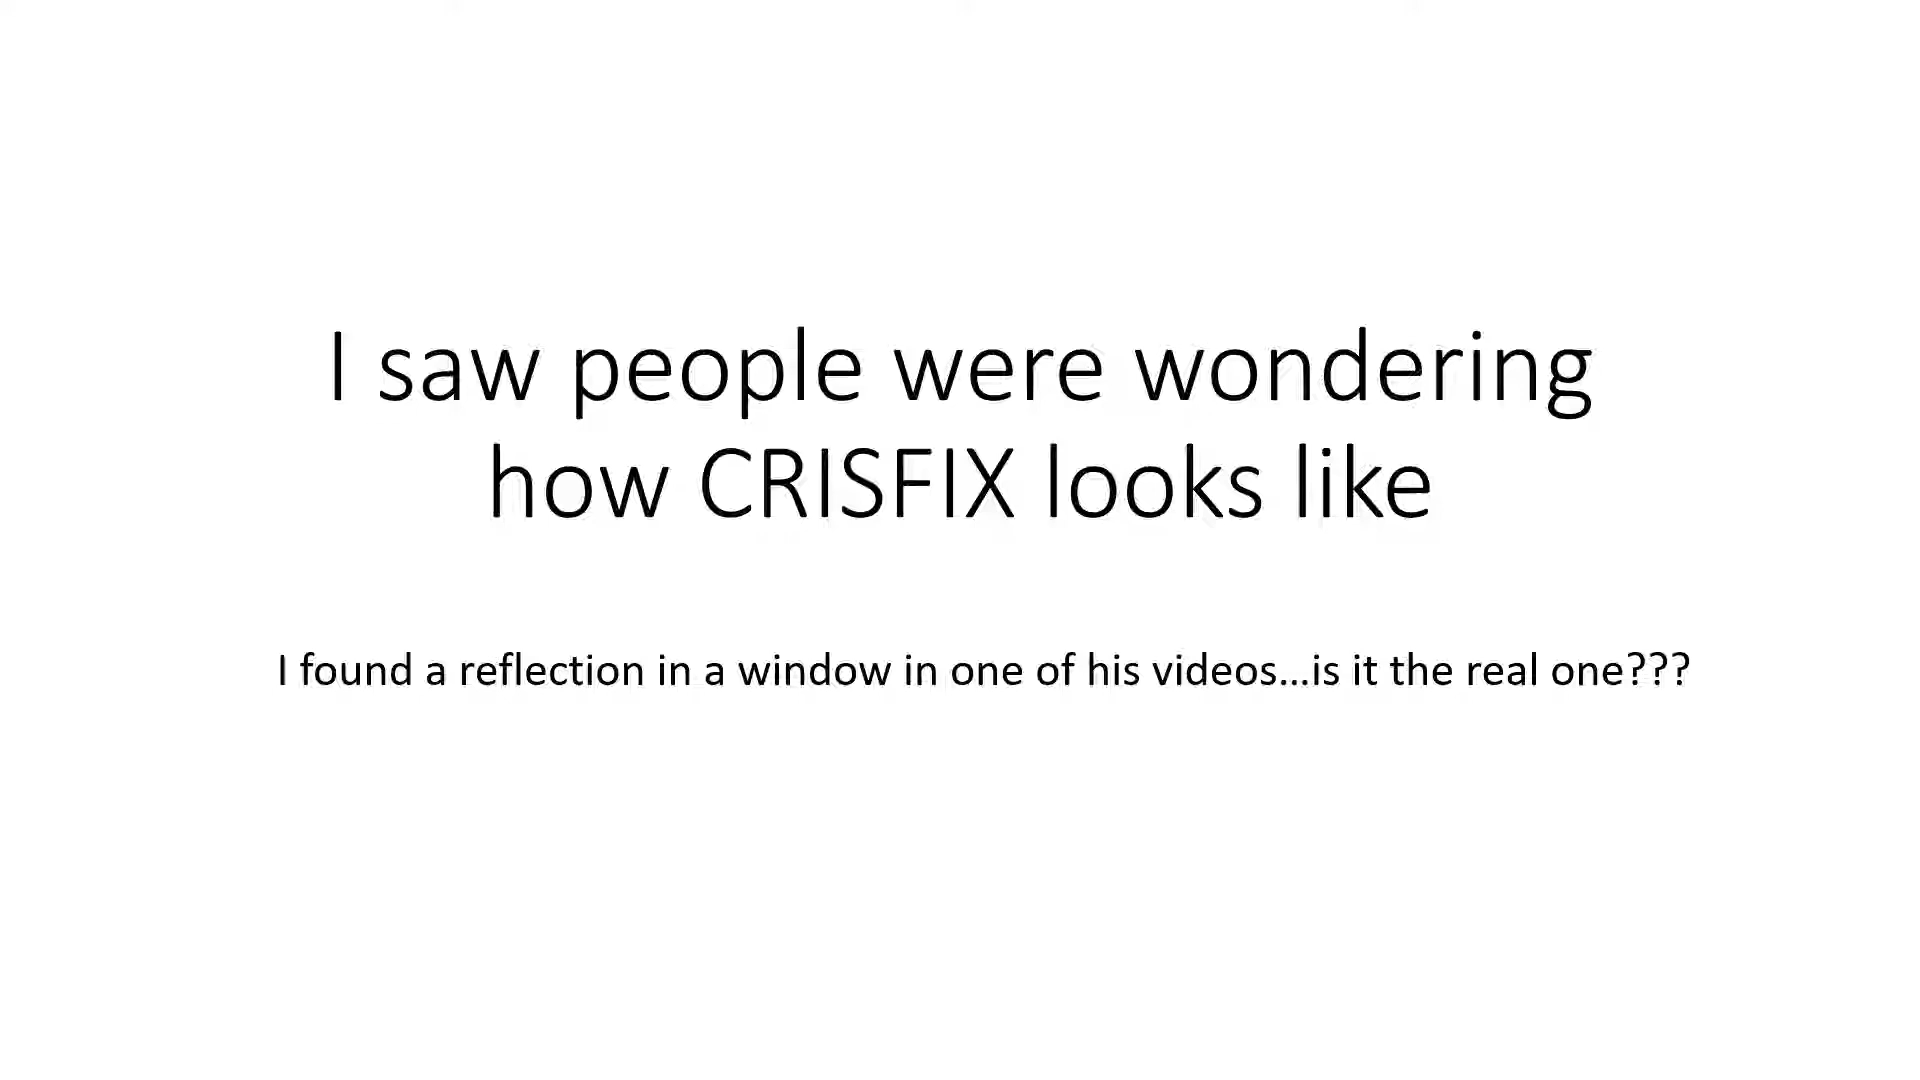 I saw people were wondering
how CRISFIX looks like
I found a reflection in a window in one of his videos...is it the real one???